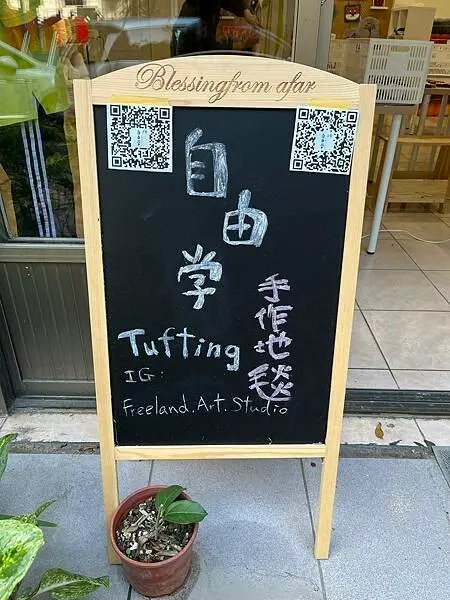 Blessingfrom afar
自由学
手作地毯
Tufting
IG:
Freeland.Art.Studio